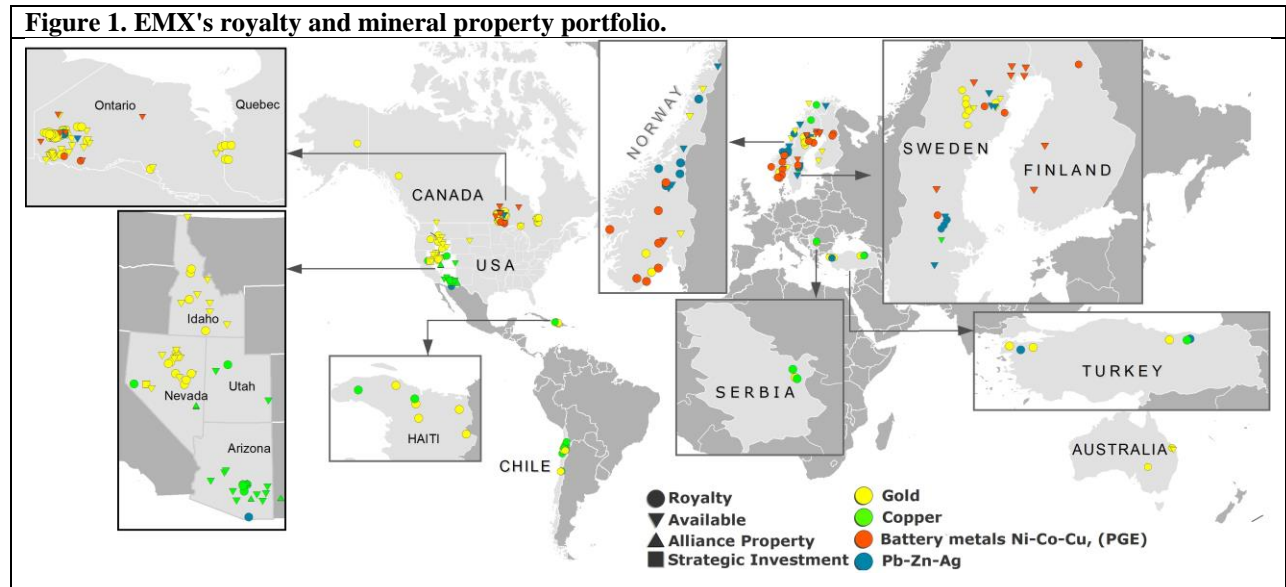 Figure 1. EMX's royalty and mineral property portfolio.
Ontario
Quebec
CANADA
USA
NORWAY
SWEDEN
FINLAND
Idaho
Nevada
Utah
Arizona
HAITI
SERBIA
TURKEY
CHILE
AUSTRALIA
Royalty
Available
Alliance Property
Strategic Investment
Gold
Copper
Battery metals Ni-Co-Cu, (PGE)
Pb-Zn-Ag